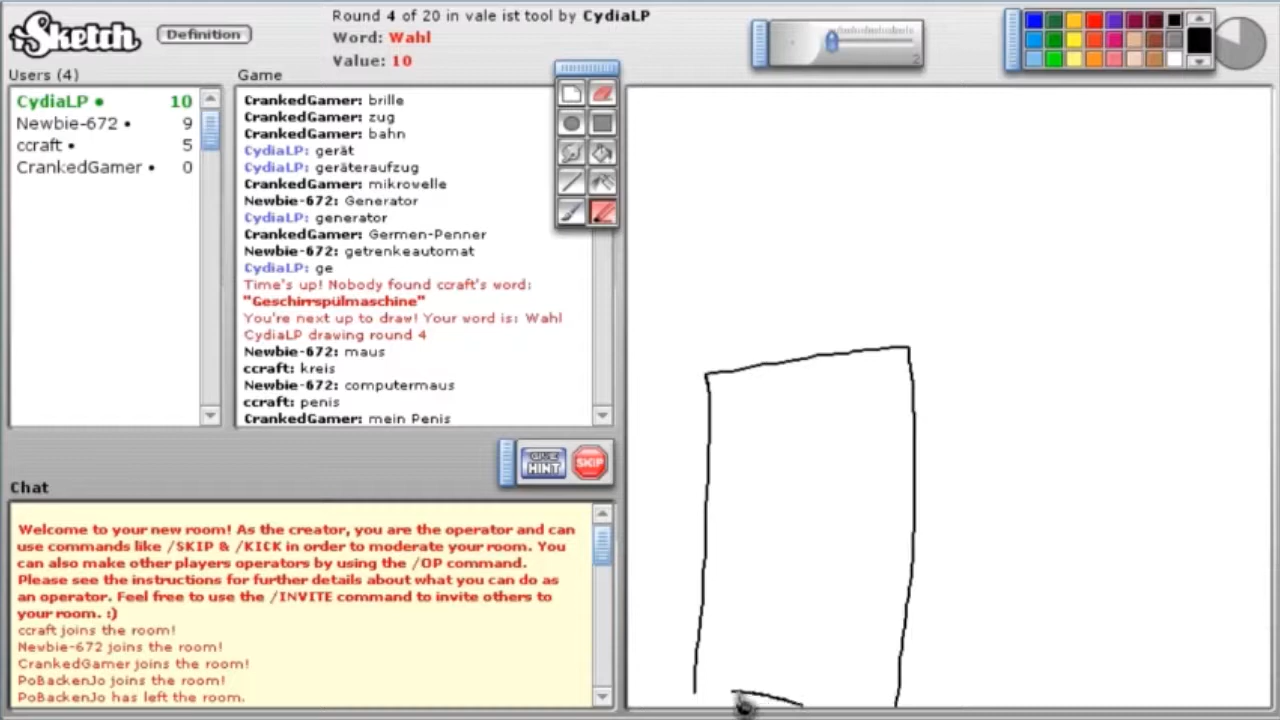 iSketch
Definition
Round 4 of 20 in vale ist tool by CydiaLP
Word: Wahl
Value: 10
2
Users (4)
CydiaLP • 10
Newbie-672 • 9
ccraft • 5
CrankedGamer • 0
Game
CrankedGamer: brille
CrankedGamer: zug
CrankedGamer: bahn
CydiaLP: gerät
CydiaLP: geräteraufzug
CrankedGamer: mikrovelle
Newbie-672: Generator
CydiaLP: generator
CrankedGamer: Germen-Penner
Newbie-672: getrenkeautomat
CydiaLP: ge
Time's up! Nobody found ccraft's word:
"Geschirrspülmaschine"
You're next up to draw! Your word is: Wahl
CydiaLP drawing round 4
Newbie-672: maus
ccraft: kreis
Newbie-672: computermaus
ccraft: penis
CrankedGamer: mein Penis
GIVE
HINT
SKIP
Chat
Welcome to your new room! As the creator, you are the operator and can
use commands like /SKIP & /KICK in order to moderate your room. You
can also make other players operators by using the /OP command.
Please see the instructions for further details about what you can do as
an operator. Feel free to use the /INVITE command to invite others to
your room. :)
ccraft joins the room!
Newbie-672 joins the room!
CrankedGamer joins the room!
PoBackenJo joins the room!
PoBackenJo has left the room.